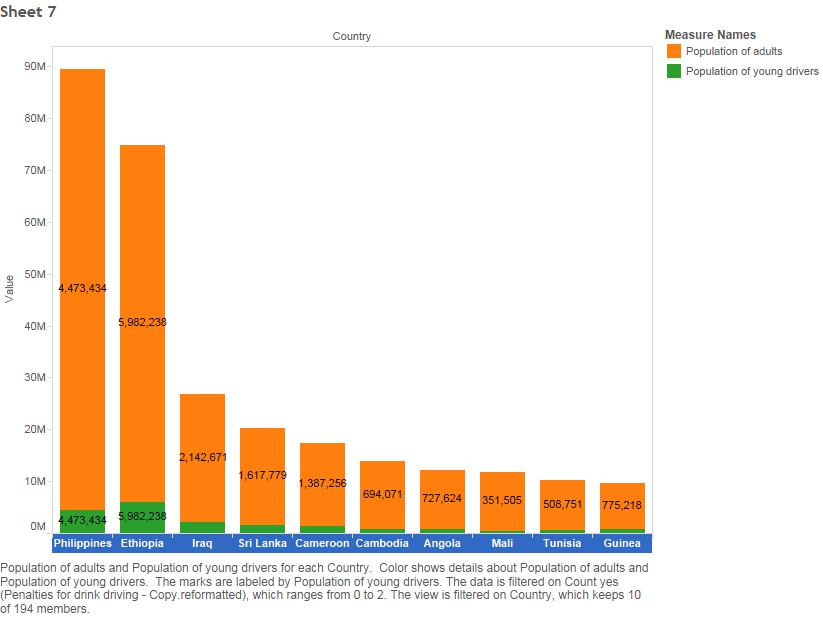 Sheet 7
Country
Measure Names
Population of adults
Population of young drivers
90M
80M
70M
60M
50M
40M
30M
20M
10M
0M
Value
4,473,434
5,982,238
2,142,671
1,617,779
1,387,256
694,071
727,624
351,505
508,751
775,218
4,473,434
5,982,238
Philippines Ethiopia Iraq Sri Lanka Cameroon Cambodia Angola Mali Tunisia Guinea
Population of adults and Population of young drivers for each Country.  Color shows details about Population of adults and
Population of young drivers.  The marks are labeled by Population of young drivers. The data is filtered on Count yes
(Penalties for drink driving - Copy.reformatted), which ranges from 0 to 2. The view is filtered on Country, which keeps 10
of 194 members.